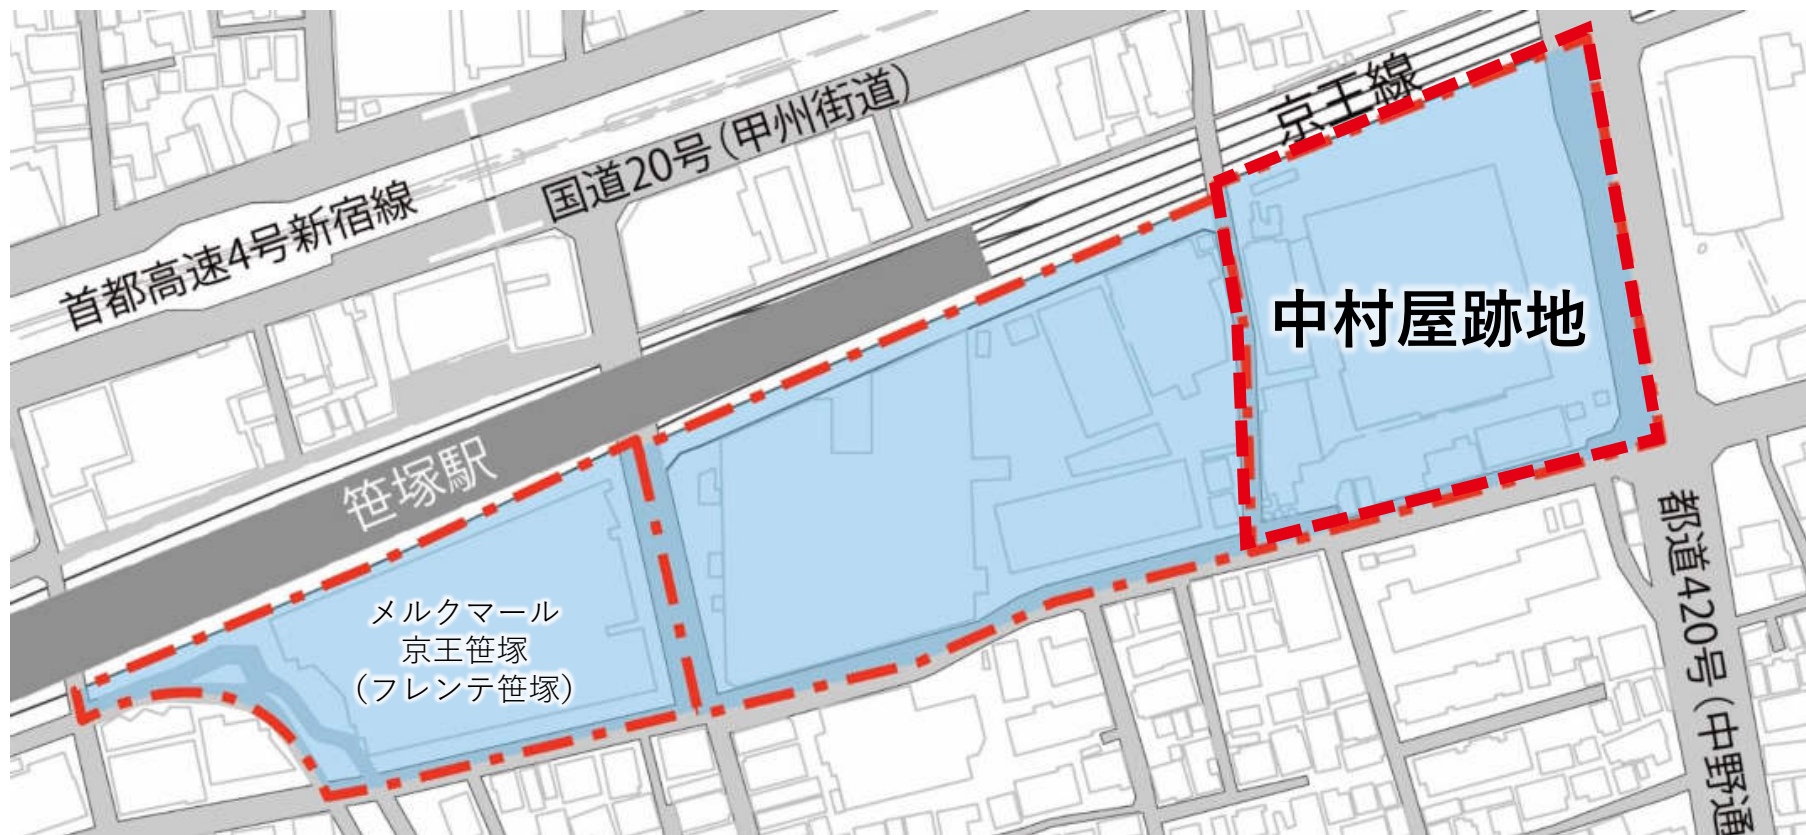 京王線
国道20号（甲州街道）
首都高速4号新宿線
中村屋跡地
笹塚駅
メルクマール
京王笹塚
（フレンテ笹塚）
都道420号（中野通